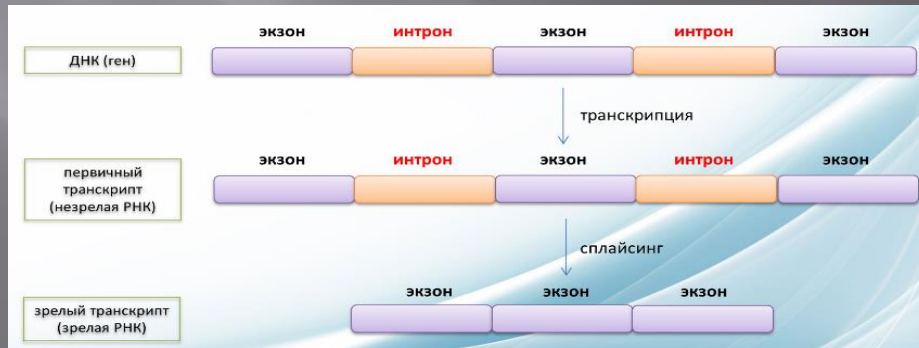 экзон интрон экзон интрон экзон
ДНК (ген)
транскрипция
экзон интрон экзон интрон экзон
первичный
транскрипт
(незрелая РНК)
сплайсинг
экзон экзон экзон
зрелый транскрипт
(зрелая РНК)